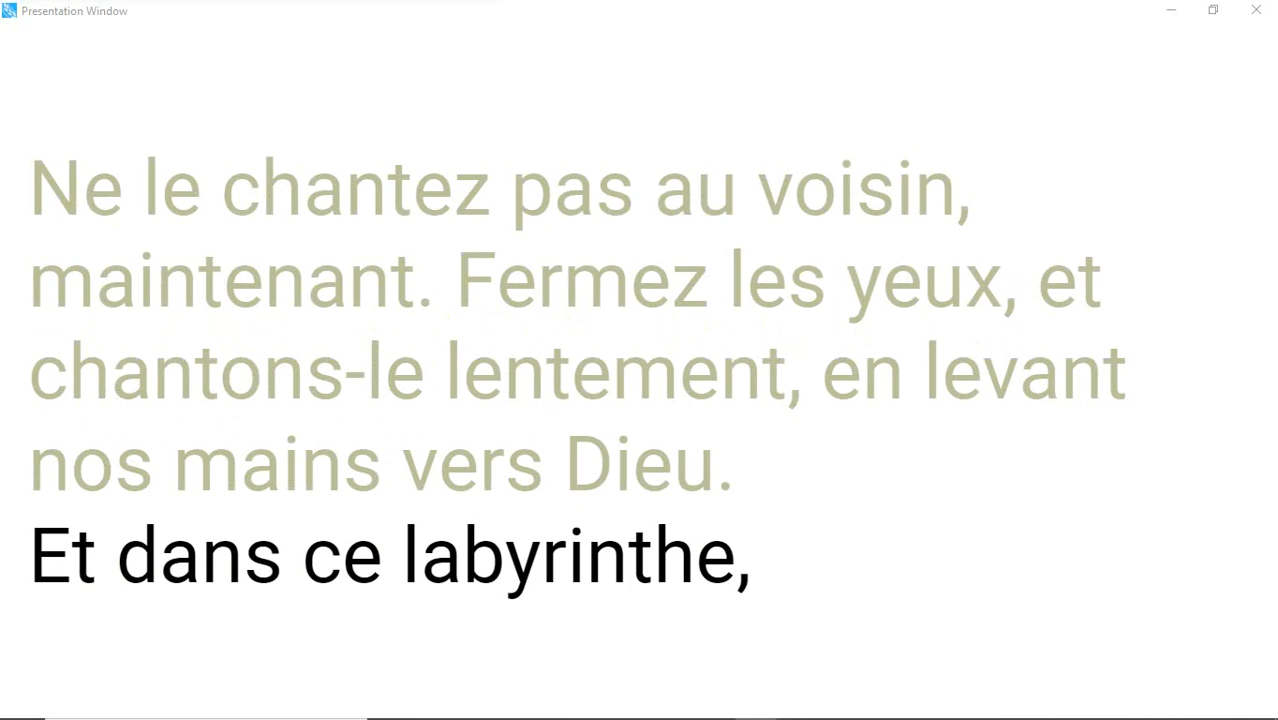 Presentation Window
Ne le chantez pas au voisin,
maintenant. Fermez les yeux, et
chantons-le lentement, en levant
nos mains vers Dieu.
Et dans ce labyrinthe,